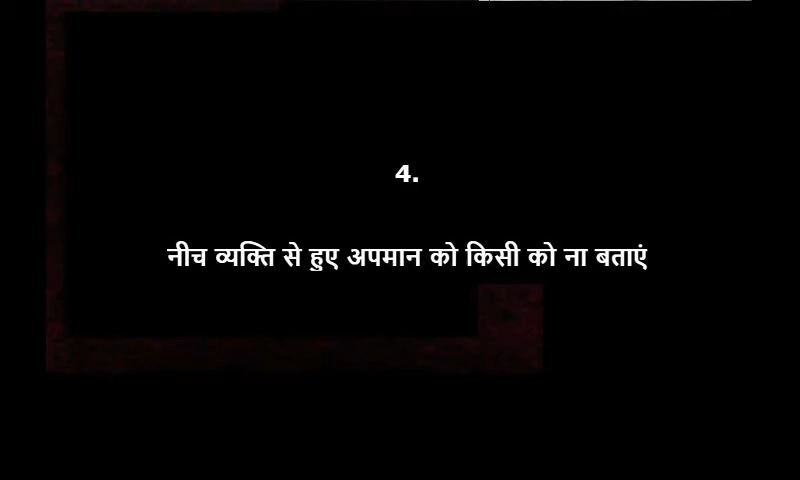 4.
नीच व्यक्ति से हुए अपमान को किसी को ना बताएं